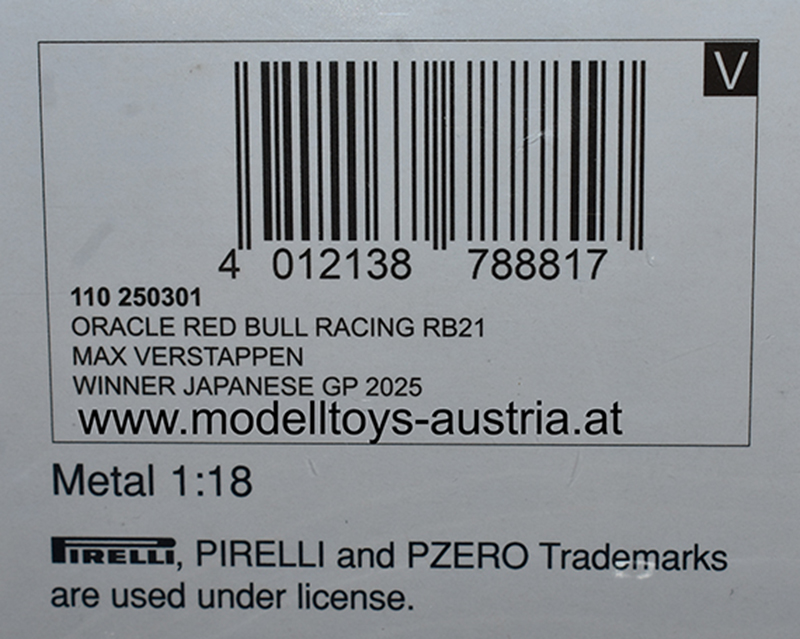 V
4 012138 788817
110 250301
ORACLE RED BULL RACING RB21
MAX VERSTAPPEN
WINNER JAPANESE GP 2025
www.modelltoys-austria.at
Metal 1:18
PIRELLI, PIRELLI and PZERO Trademarks
are used under license.